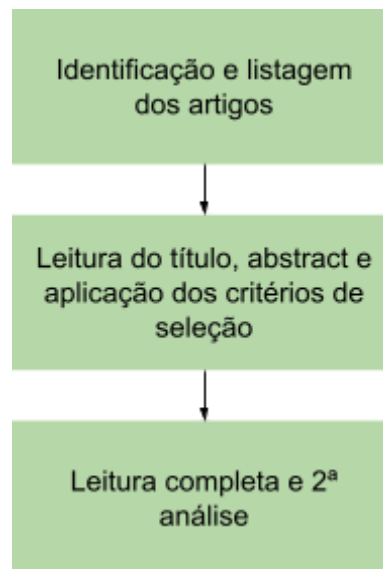 Identificação e listagem
dos artigos
Leitura do título, abstract e
aplicação dos critérios de
seleção
Leitura completa e 2ª
análise